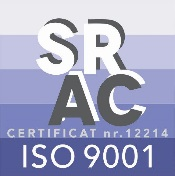 SR
AC
CERTIFICAT nr.12214
ISO 9001